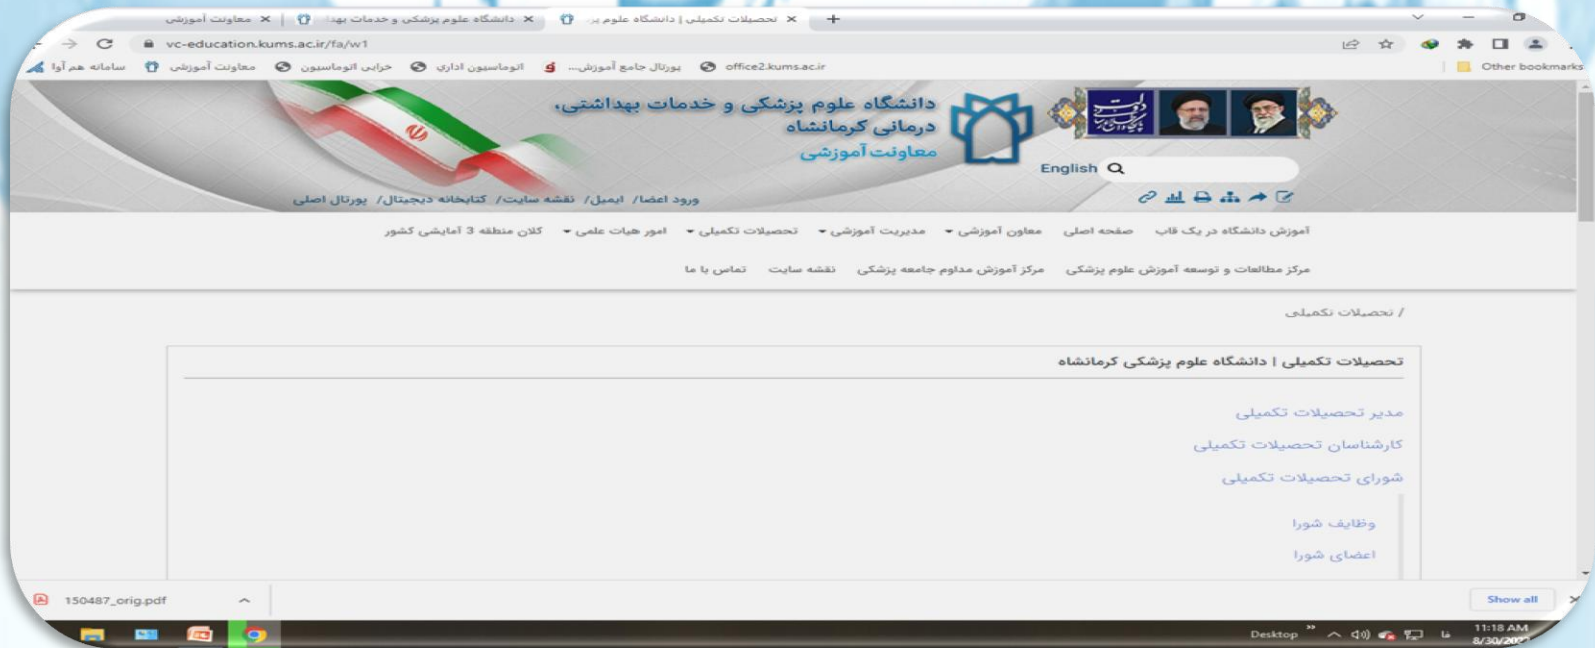 معاونت آموزشی
دانشگاه علوم پزشکی و خدمات بهدا
تحصیلات تکمیلی | دانشگاه علوم پز
vc-education.kums.ac.ir/fa/w1
سامانه هم آوا
معاونت آموزشی
خرابی اتوماسیون
اتوماسیون اداری
پورتال جامع آموزش...
office2.kums.ac.ir
Other bookmarks
دانشگاه علوم پزشکی و خدمات بهداشتی،
درمانی کرمانشاه
معاونت آموزشی
English
ورود اعضا/ ایمیل/ نقشه سایت/ کتابخانه دیجیتال/ پورتال اصلی
آموزش دانشگاه در یک قاب صفحه اصلی معاون آموزشی مدیریت آموزشی تحصیلات تکمیلی امور هیات علمی کلان منطقه 3 آمایشی کشور
مرکز مطالعات و توسعه آموزش علوم پزشکی مرکز آموزش مداوم جامعه پزشکی نقشه سایت تماس با ما
/ تحصیلات تکمیلی
تحصیلات تکمیلی | دانشگاه علوم پزشکی کرمانشاه
مدیر تحصیلات تکمیلی
کارشناسان تحصیلات تکمیلی
شورای تحصیلات تکمیلی
وظایف شورا
اعضای شورا
150487_orig.pdf
Show all
Desktop
فا
11:18 AM